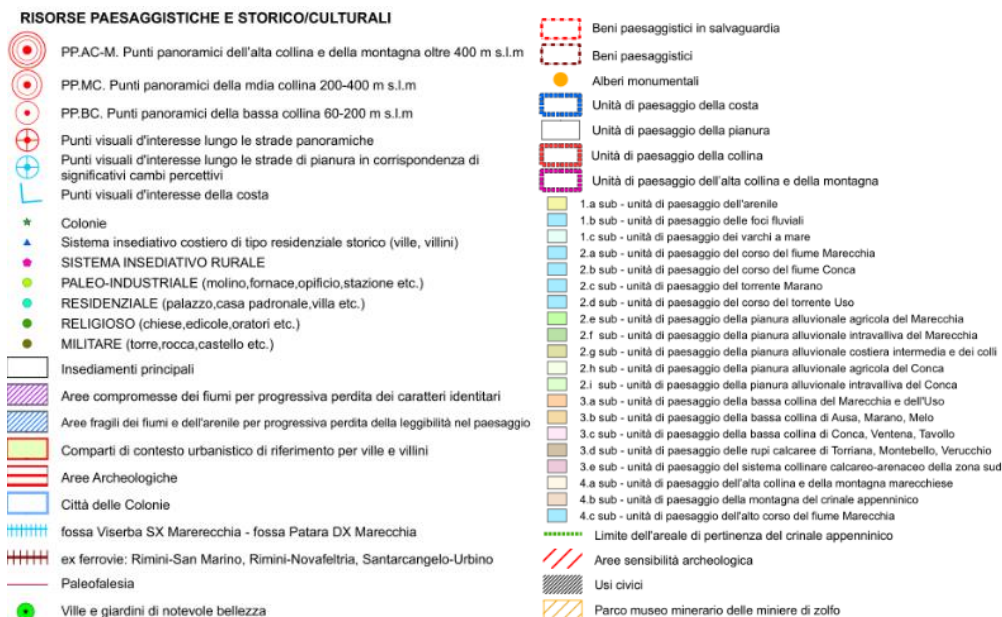 RISORSE PAESAGGISTICHE E STORICO/CULTURALI
PP.AC-M. Punti panoramici dell'alta collina e della montagna oltre 400 m s.l.m
PP.MC. Punti panoramici della mdia collina 200-400 m s.l.m
PP.BC. Punti panoramici della bassa collina 60-200 m s.l.m
Punti visuali d'interesse lungo le strade panoramiche
Punti visuali d'interesse lungo le strade di pianura in corrispondenza di
significativi cambi percettivi
Punti visuali d'interesse della costa
Colonie
Sistema insediativo costiero di tipo residenziale storico (ville, villini)
SISTEMA INSEDIATIVO RURALE
PALEO-INDUSTRIALE (molino,fornace,opificio,stazione etc.)
RESIDENZIALE (palazzo,casa padronale,villa etc.)
RELIGIOSO (chiese,edicole,oratori etc.)
MILITARE (torre,rocca,castello etc.)
Insediamenti principali
Aree compromesse dei fiumi per progressiva perdita dei caratteri identitari
Aree fragili dei fiumi e dell'arenile per progressiva perdita della leggibilità nel paesaggio
Comparti di contesto urbanistico di riferimento per ville e villini
Aree Archeologiche
Città delle Colonie
fossa Viserba SX Marerecchia - fossa Patara DX Marecchia
ex ferrovie: Rimini-San Marino, Rimini-Novafeltria, Santarcangelo-Urbino
Paleofalesia
Ville e giardini di notevole bellezza
Beni paesaggistici in salvaguardia
Beni paesaggistici
Alberi monumentali
Unità di paesaggio della costa
Unità di paesaggio della pianura
Unità di paesaggio della collina
Unità di paesaggio dell'alta collina e della montagna
1.a sub - unità di paesaggio dell'arenile
1.b sub - unità di paesaggio delle foci fluviali
1.c sub - unità di paesaggio dei varchi a mare
2.a sub - unità di paesaggio del corso del fiume Marecchia
2.b sub - unità di paesaggio del corso del fiume Conca
2.c sub - unità di paesaggio del torrente Marano
2.d sub - unità di paesaggio del corso del torrente Uso
2.e sub - unità di paesaggio della pianura alluvionale agricola del Marecchia
2.f sub - unità di paesaggio della pianura alluvionale intravalliva del Marecchia
2.g sub - unità di paesaggio della pianura alluvionale costiera intermedia e dei colli
2.h sub - unità di paesaggio della pianura alluvionale agricola del Conca
2.i sub - unità di paesaggio della pianura alluvionale intravalliva del Conca
3.a sub - unità di paesaggio della bassa collina del Marecchia e dell'Uso
3.b sub - unità di paesaggio della bassa collina di Ausa, Marano, Melo
3.c sub - unità di paesaggio della bassa collina di Conca, Ventena, Tavollo
3.d sub - unità di paesaggio delle rupi calcaree di Torriana, Montebello, Verucchio
3.e sub - unità di paesaggio del sistema collinare calcareo-arenaceo della zona sud
4.a sub - unità di paesaggio dell'alta collina e della montagna marecchiese
4.b sub - unità di paesaggio della montagna del crinale appenninico
4.c sub - unità di paesaggio dell'alto corso del fiume Marecchia
Limite dell'areale di pertinenza del crinale appenninico
Aree sensibilità archeologica
Usi civici
Parco museo minerario delle miniere di zolfo